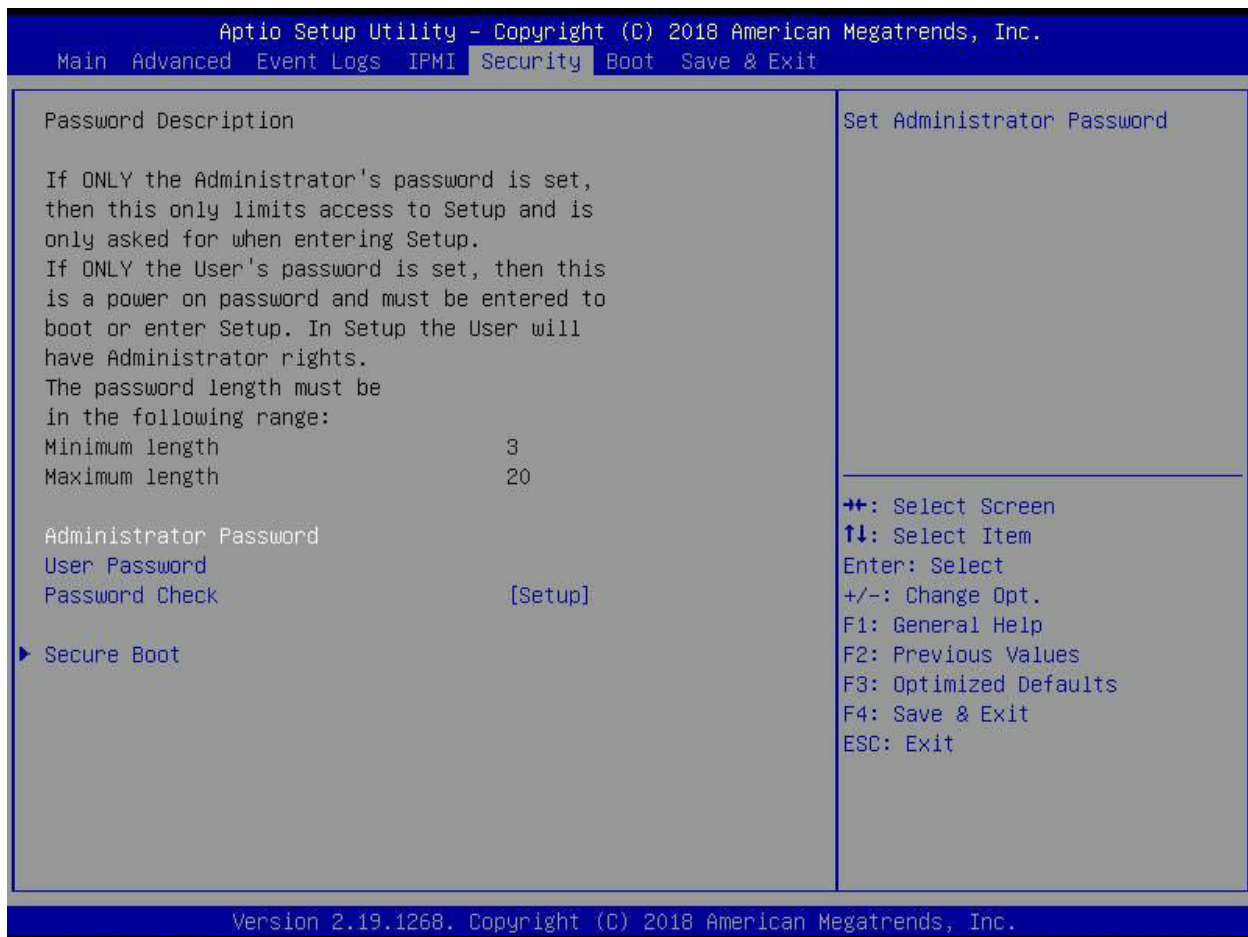 Aptio Setup Utility – Copyright (C) 2018 American Megatrends, Inc.
Main Advanced Event Logs IPMI Security Boot Save & Exit
Password Description
If ONLY the Administrator's password is set,
then this only limits access to Setup and is
only asked for when entering Setup.
If ONLY the User's password is set, then this
is a power on password and must be entered to
boot or enter Setup. In Setup the User will
have Administrator rights.
The password length must be
in the following range:
Minimum length 3
Maximum length 20
Administrator Password
User Password
Password Check [Setup]
Secure Boot
Set Administrator Password
→←: Select Screen
↑↓: Select Item
Enter: Select
+/-: Change Opt.
F1: General Help
F2: Previous Values
F3: Optimized Defaults
F4: Save & Exit
ESC: Exit
Version 2.19.1268. Copyright (C) 2018 American Megatrends, Inc.